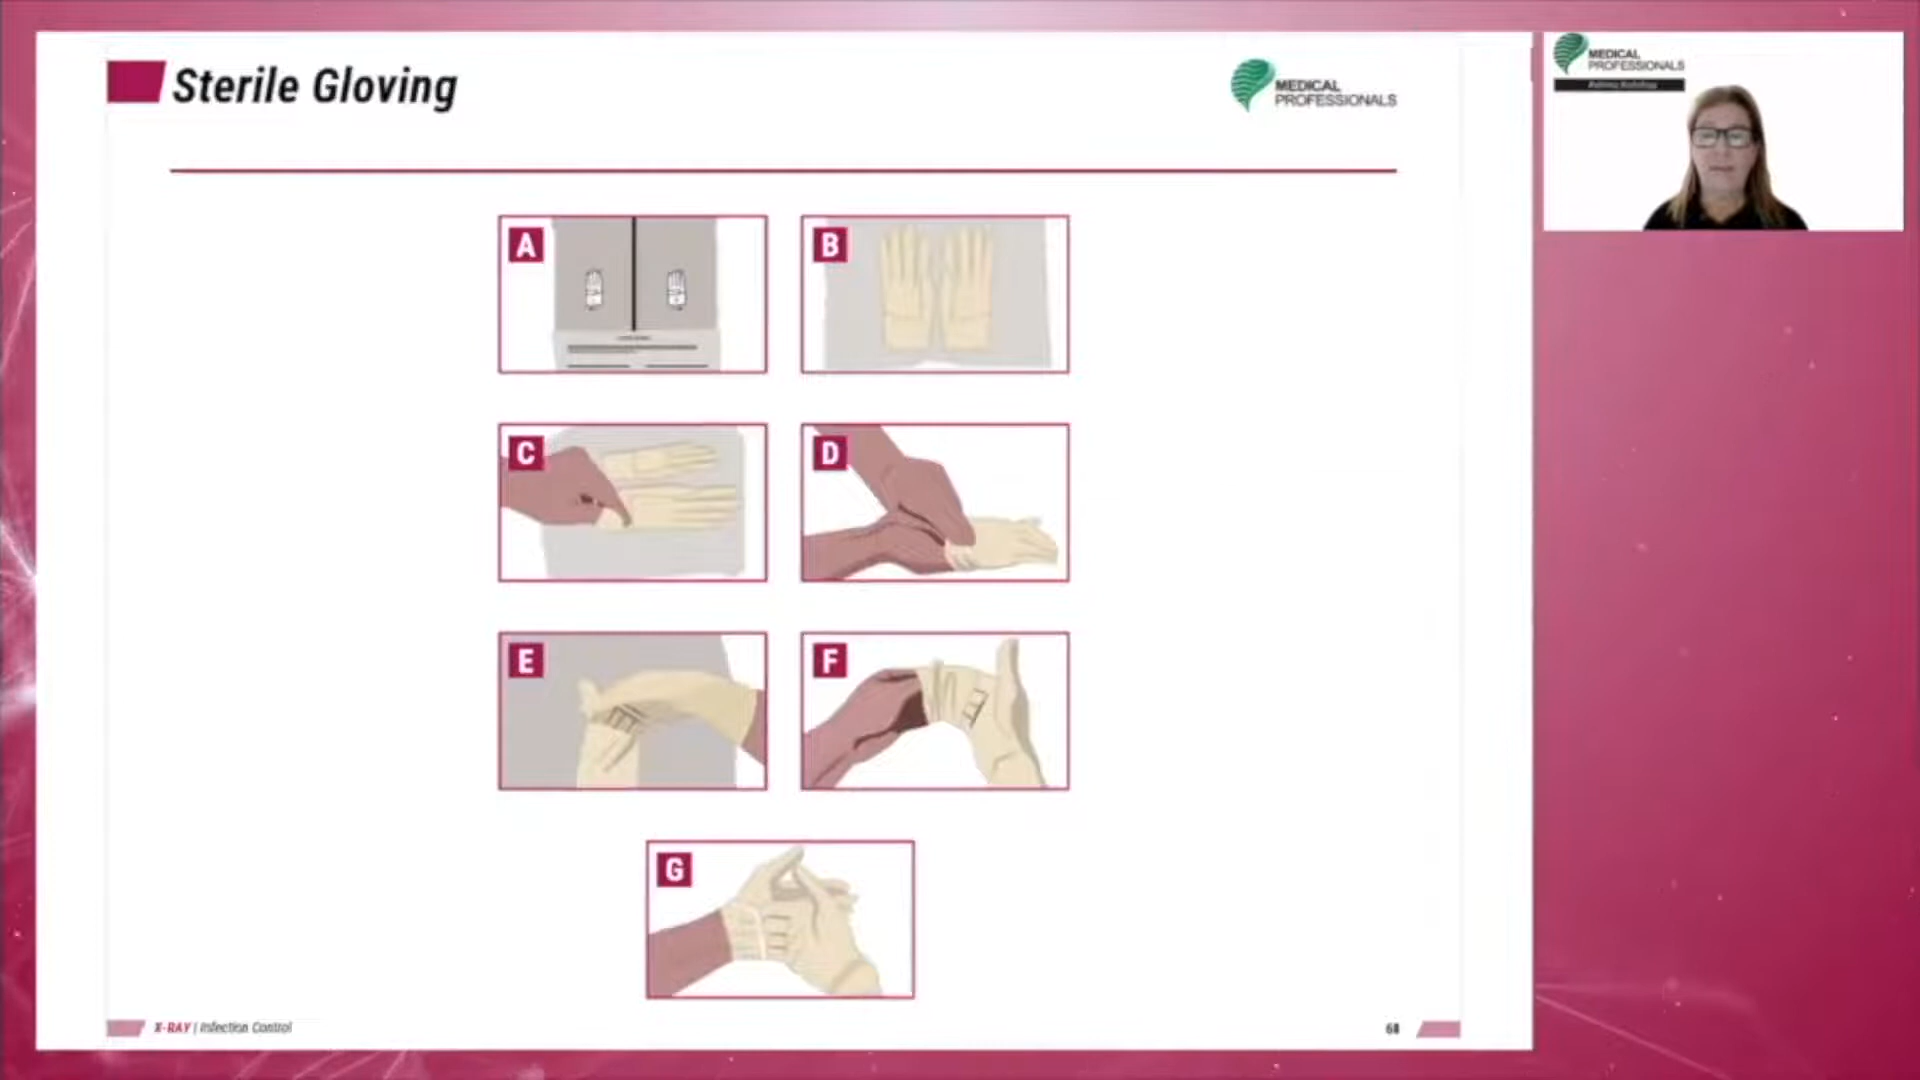 Sterile Gloving
MEDICAL
PROFESSIONALS
MEDICAL
PROFESSIONALS
A
B
C
D
E
F
G
X-RAY | Infection Control
68